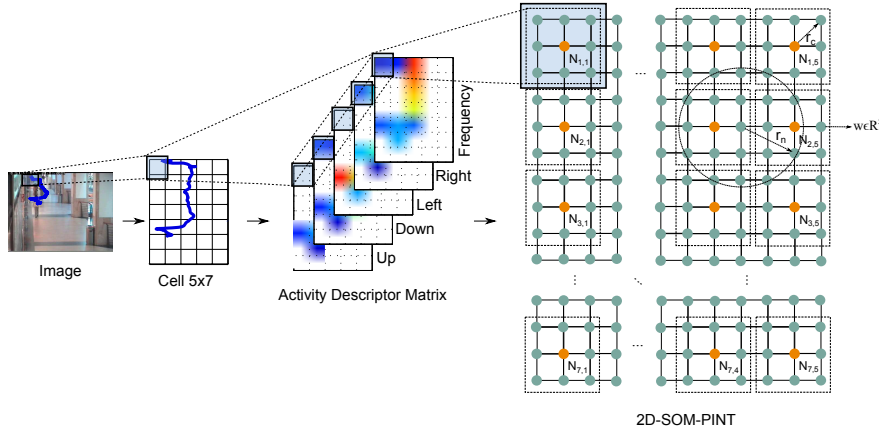 Image
Cell 5x7
Activity Descriptor Matrix
Frequency
Right
Left
Down
Up
N1,1
N2,1
N3,1
N7,1
...
N1,5
rc
N2,5
rn
wϵR
N3,5
...
N7,4
N7,5
2D-SOM-PINT